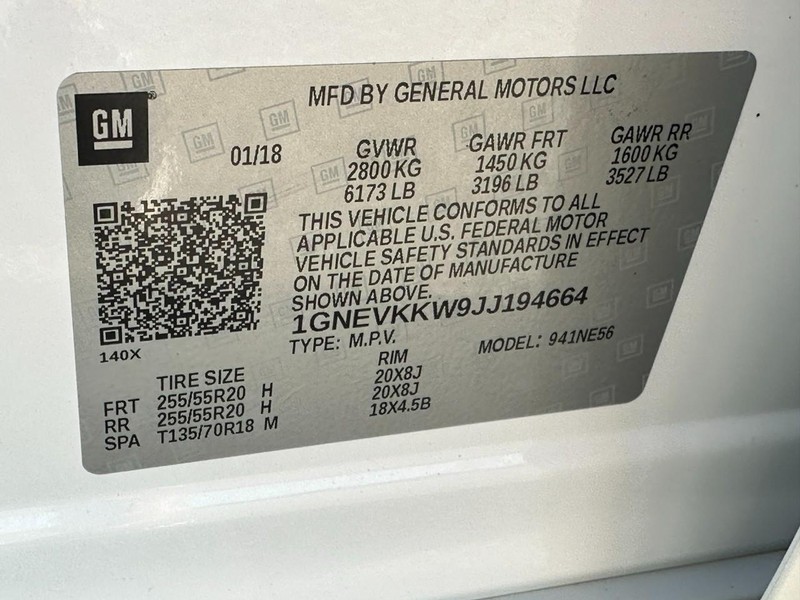 GM
MFD BY GENERAL MOTORS LLC
01/18 GVWR GAWR FRT GAWR RR
2800 KG 1450 KG 1600 KG
6173 LB 3196 LB 3527 LB
THIS VEHICLE CONFORMS TO ALL
APPLICABLE U.S. FEDERAL MOTOR
VEHICLE SAFETY STANDARDS IN EFFECT
ON THE DATE OF MANUFACTURE
SHOWN ABOVE.
1GNEVKKW9JJ194664
140X
TYPE: M.P.V. MODEL: 941NE56
TIRE SIZE RIM
FRT 255/55R20 H 20X8J
RR 255/55R20 H 20X8J
SPA T135/70R18 M 18X4.5B